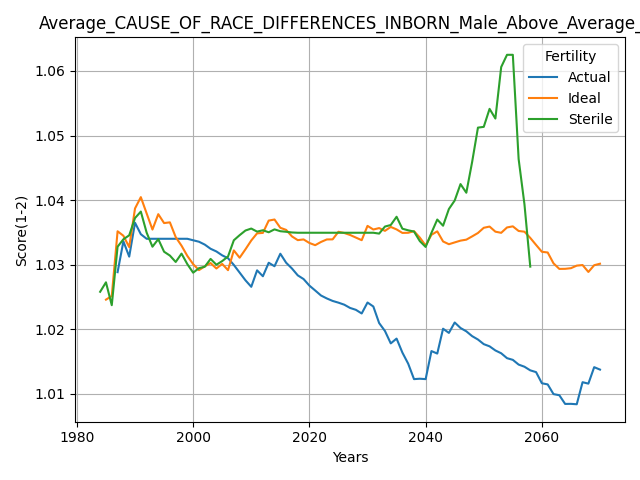 Average_CAUSE_OF_RACE_DIFFERENCES_INBORN_Male_Above_Average_
Fertility
Actual
Ideal
Sterile
Score(1-2)
1.06
1.05
1.04
1.03
1.02
1.01
1980
2000
2020
2040
2060
Years